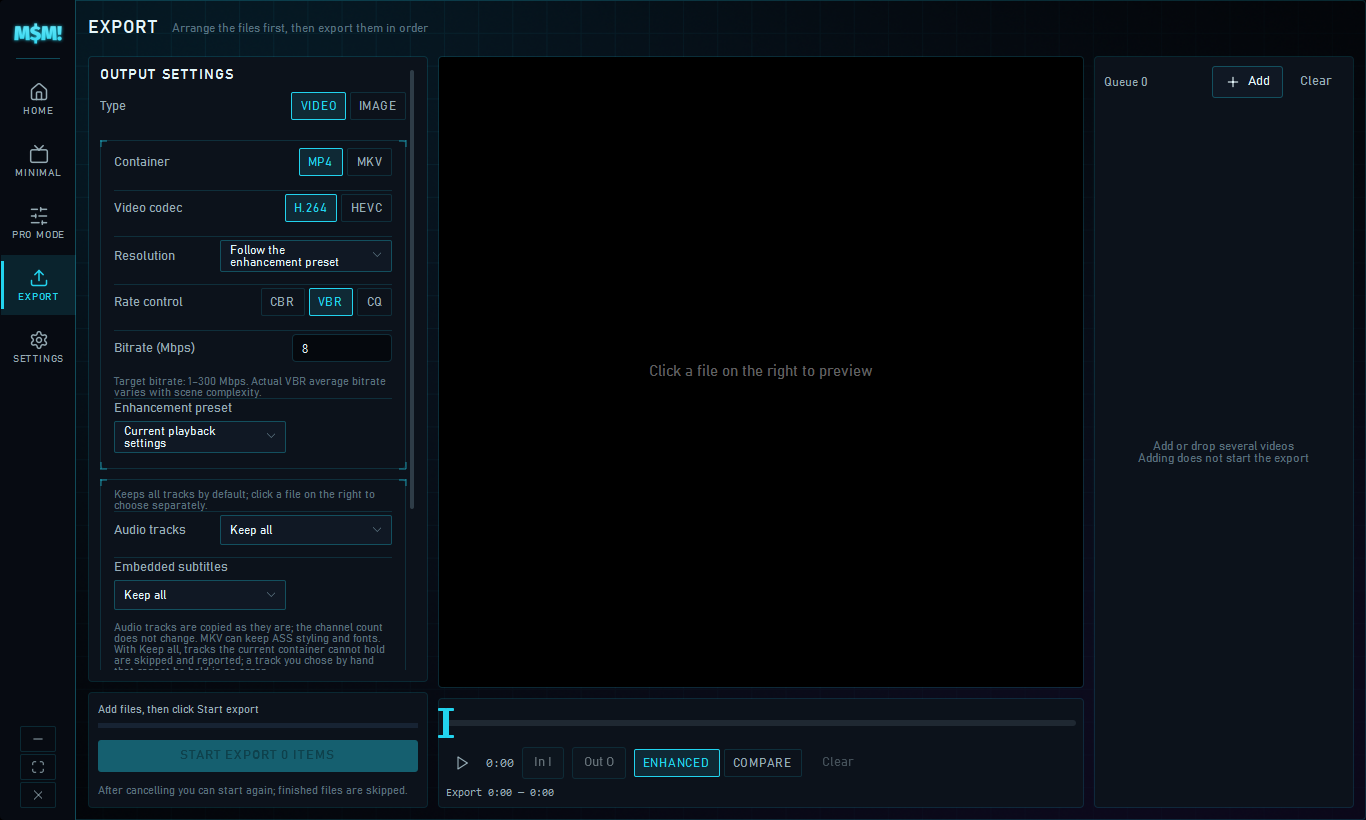 M$M!
HOME
MINIMAL
PRO MODE
EXPORT
SETTINGS
EXPORT Arrange the files first, then export them in order
OUTPUT SETTINGS
Type VIDEO IMAGE
Container MP4 MKV
Video codec H.264 HEVC
Resolution Follow the
enhancement preset
Rate control CBR VBR CQ
Bitrate (Mbps) 8
Target bitrate: 1–300 Mbps. Actual VBR average bitrate
varies with scene complexity.
Enhancement preset
Current playback
settings
Keeps all tracks by default; click a file on the right to
choose separately.
Audio tracks Keep all
Embedded subtitles
Keep all
Audio tracks are copied as they are; the channel count
does not change. MKV can keep ASS styling and fonts.
With Keep all, tracks the current container cannot hold
are skipped and reported; a track you chose by hand
Add files, then click Start export
START EXPORT 0 ITEMS
After cancelling you can start again; finished files are skipped.
Click a file on the right to preview
0:00 In I Out O ENHANCED COMPARE Clear
Export 0:00 — 0:00
Queue 0 + Add Clear
Add or drop several videos
Adding does not start the export